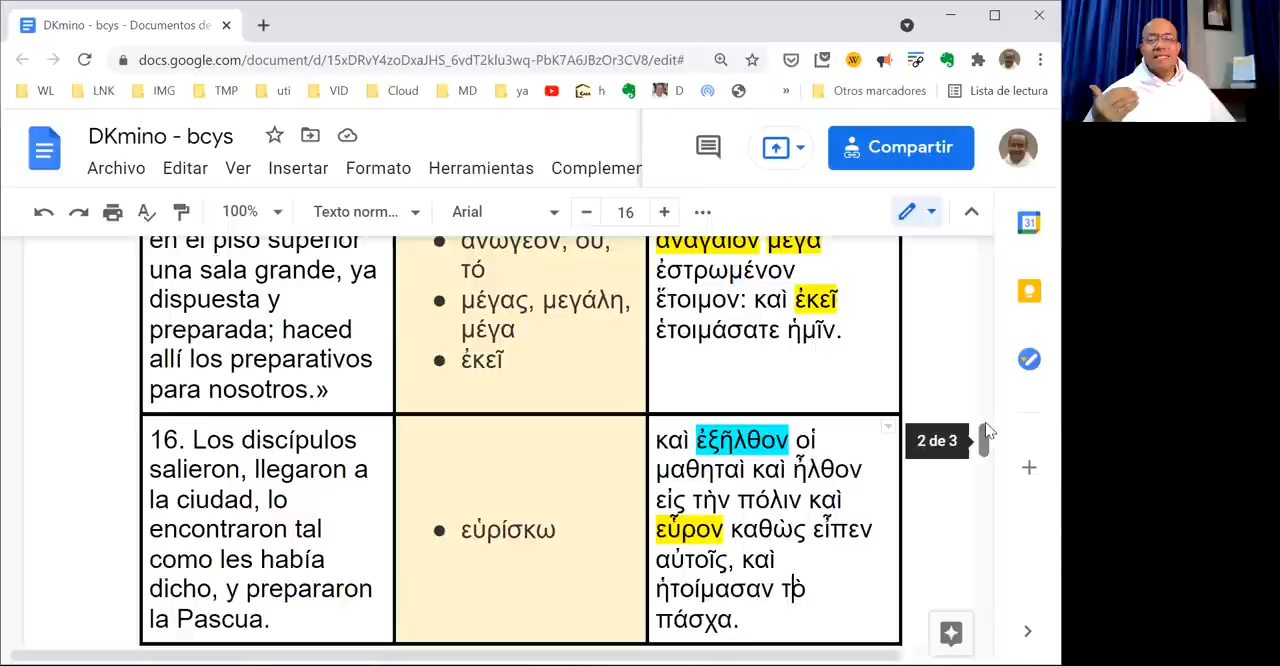 DKmino - bcys - Documentos de
docs.google.com/document/d/15xDRvY4zoDxaJHS_6vdT2klu3wq-PbK7A6JBzOr3CV8/edit#
WL LNK IMG TMP uti VID Cloud MD ya h D » Otros marcadores Lista de lectura
DKmino - bcys
Compartir
Archivo Editar Ver Insertar Formato Herramientas Complemen
100% Texto norm... Arial 16
31
en el piso superior
una sala grande, ya
dispuesta y
preparada; haced
allí los preparativos
para nosotros.»
ἀνώγεον, ου,
τό
μέγας, μεγάλη,
μέγα
ἐκεῖ
ἀνάγαιον μέγα
ἐστρωμένον
ἕτοιμον: καὶ ἐκεῖ
ἑτοιμάσατε ἡμῖν.
16. Los discípulos
salieron, llegaron a
la ciudad, lo
encontraron tal
como les había
dicho, y prepararon
la Pascua.
εὑρίσκω
καὶ ἐξῆλθον οἱ
μαθηταὶ καὶ ἦλθον
εἰς τὴν πόλιν καὶ
εὗρον καθὼς εἶπεν
αὐτοῖς, καὶ
ἡτοίμασαν τὸ
πάσχα.
2 de 3